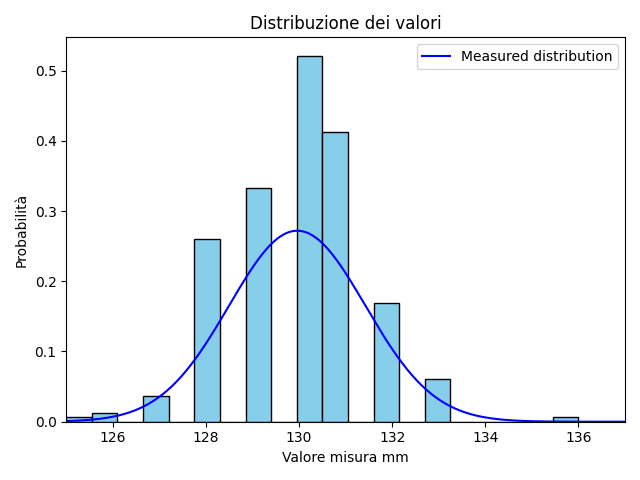 Distribuzione dei valori
Measured distribution
Probabilità
0.5
0.4
0.3
0.2
0.1
0.0
126 128 130 132 134 136
Valore misura mm